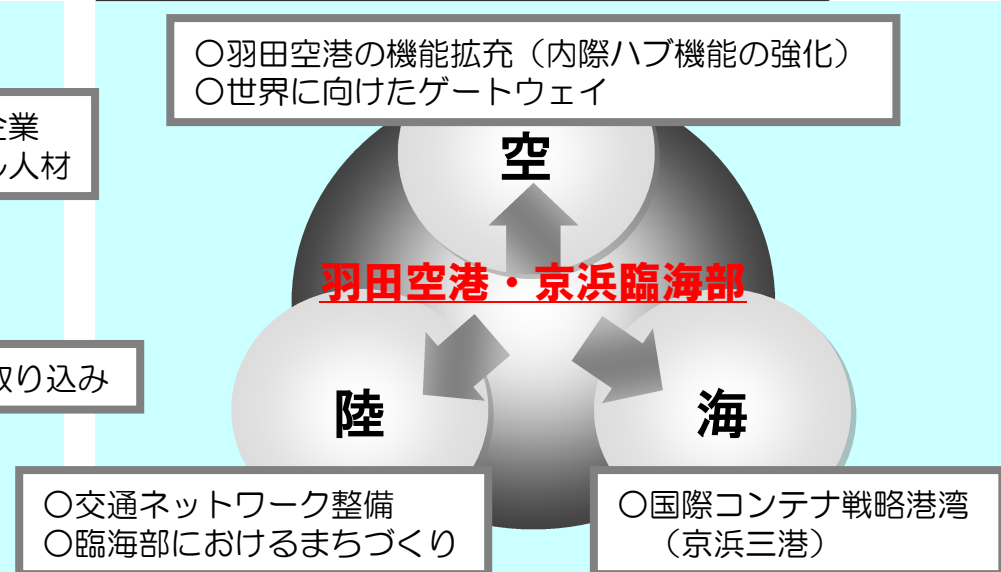 ○羽田空港の機能拡充（内際ハブ機能の強化）
○世界に向けたゲートウェイ
企業
ル人材
空
羽田空港・京浜臨海部
取り込み
陸
海
○交通ネットワーク整備
○臨海部におけるまちづくり
○国際コンテナ戦略港湾
（京浜三港）